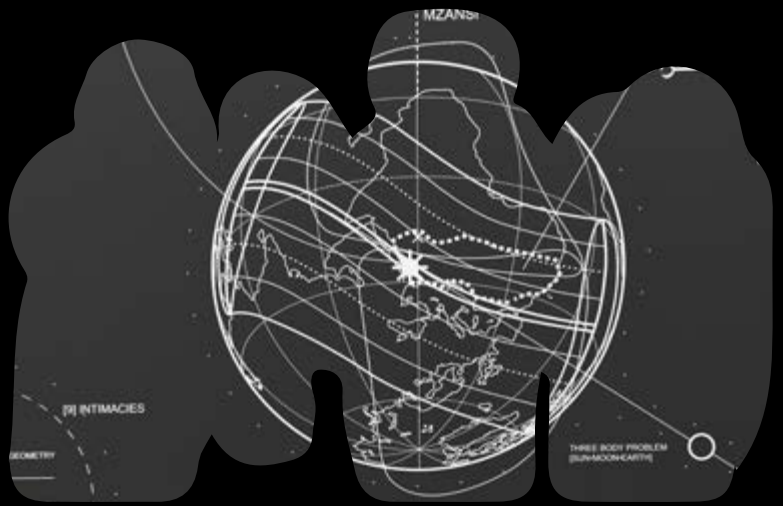 MZANSI
[9] INTIMACIES
GEOMETRY
THREE BODY PROBLEM
[SUN+MOON+EARTH]